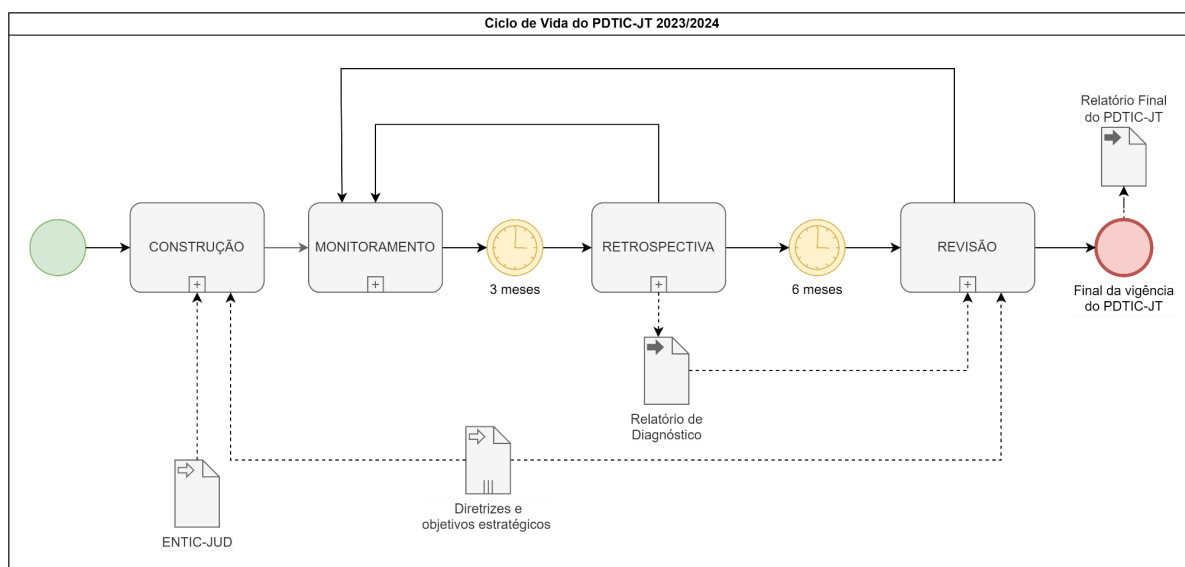 Ciclo de Vida do PDTIC-JT 2023/2024
Relatório Final
do PDTIC-JT
CONSTRUÇÃO
MONITORAMENTO
3 meses
RETROSPECTIVA
6 meses
REVISÃO
Final da vigência
do PDTIC-JT
Relatório de
Diagnóstico
Diretrizes e
objetivos estratégicos
ENTIC-JUD